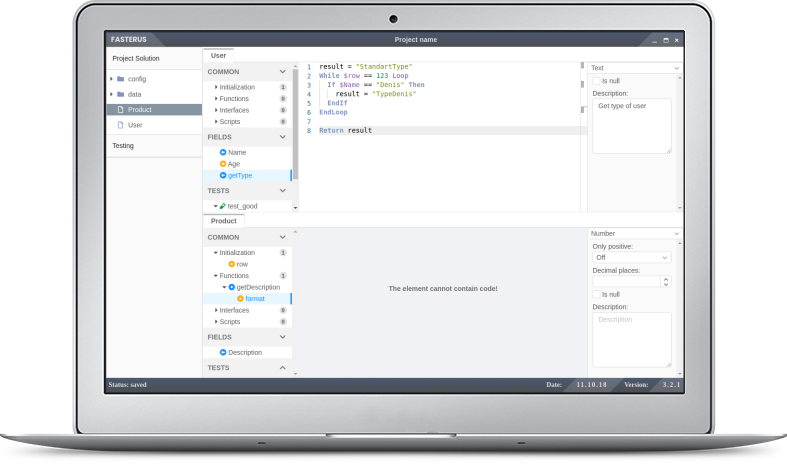 FASTERUS
Project name
Project Solution
config
data
Product
User
Testing
User
COMMON
Initialization 1
Functions 0
Interfaces 0
Scripts 0
FIELDS
Name
Age
getType
TESTS
test_good
1 result = "StandartType"
2 While $row == 123 Loop
3 If $Name == "Denis" Then
4 result = "TypeDenis"
5 EndIf
6 EndLoop
7
8 Return result
Text
Is null
Description:
Get type of user
Product
COMMON
Initialization 1
row
Functions 1
getDescription
format
Interfaces 0
Scripts 0
FIELDS
Description
TESTS
The element cannot contain code!
Number
Only positive:
Off
Decimal places:
Is null
Description:
Description
Status: saved
Date: 11.10.18 Version: 3.2.1